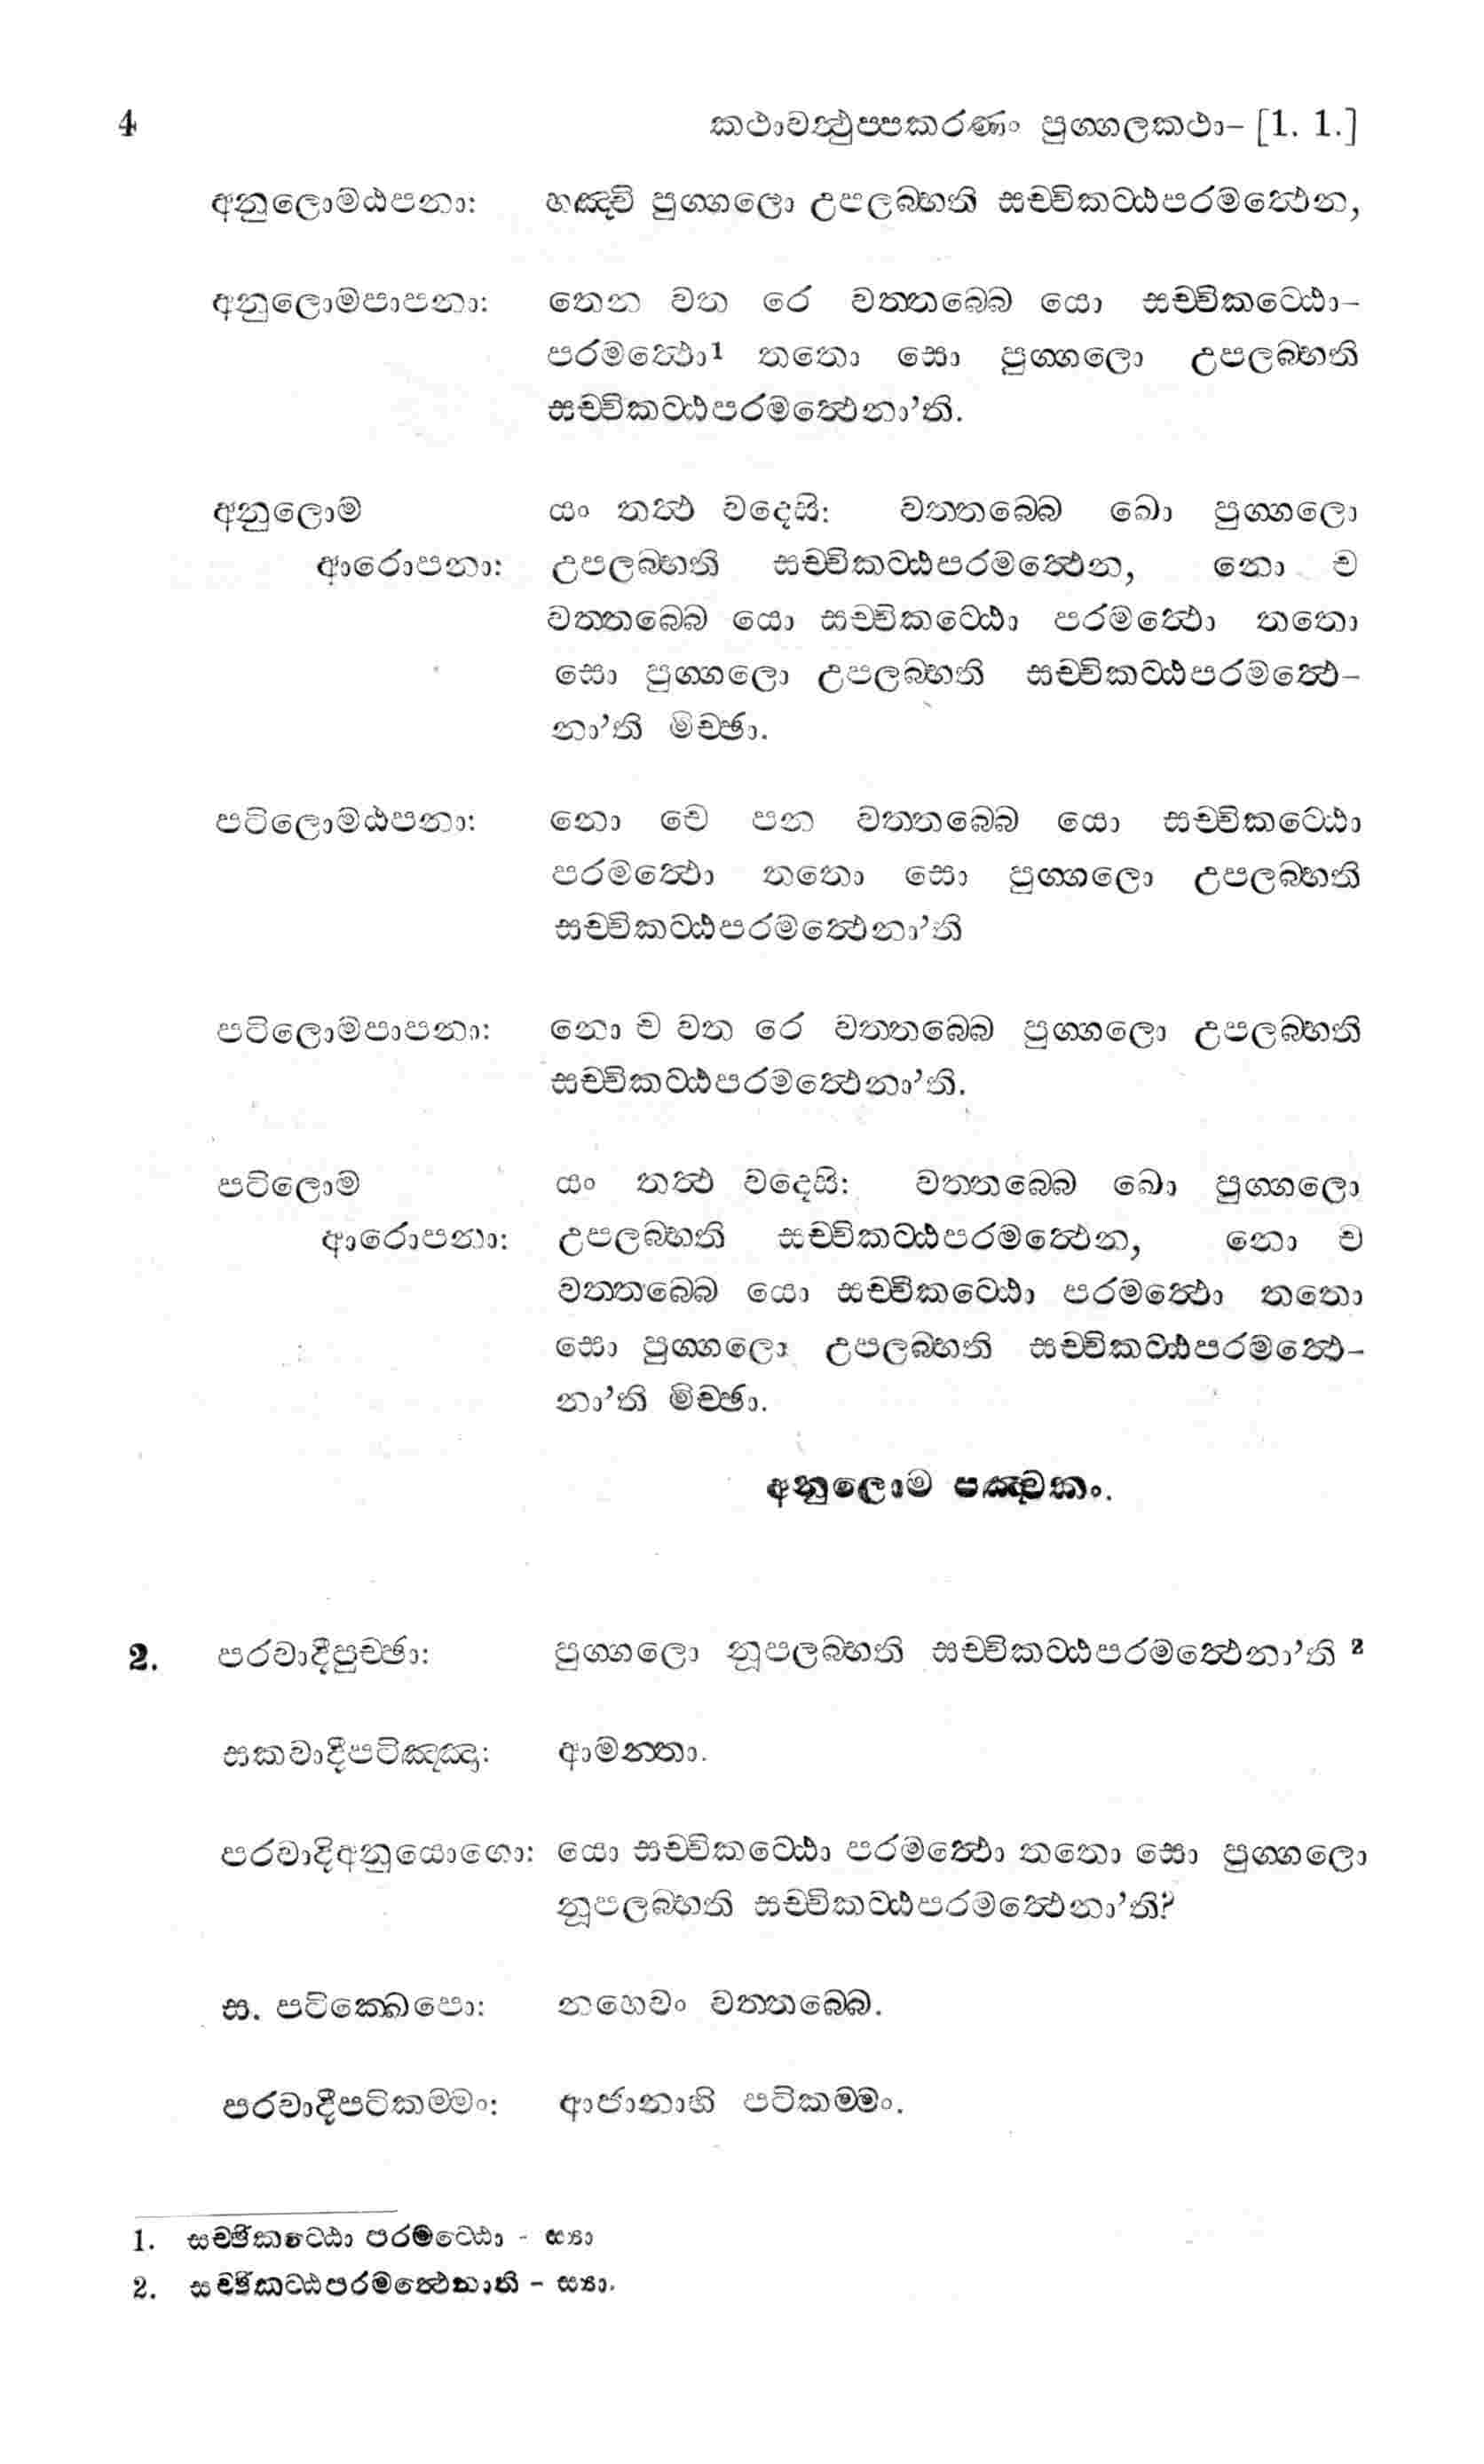 4 කථාවත්‍ථුප‍්පකරණං පුග‍්ගලකථා– [1. 1.]
අනුලොමඨපනා: හඤ‍්චි පුග‍්ගලො උපලබ‍්භති සච‍්චිකට‍්ඨපරමත්‍ථෙන,
අනුලොමපාපනා: තෙන වත රෙ වත‍්තබ‍්බෙ යො සච‍්චිකට‍්ඨො–
පරමත්‍ථො1 තතො සො පුග‍්ගලො උපලබ‍්භති
සච‍්චිකට‍්ඨපරමත්‍ථෙනා’ති.
අනුලොම යං තත්‍ථ වදෙසි: වත‍්තබ‍්බෙ ඛො පුග‍්ගලො
ආරොපනා: උපලබ‍්භති සච‍්චිකට‍්ඨපරමත්‍ථෙන, නො ච
වත‍්තබ‍්බෙ යො සච‍්චිකට‍්ඨො පරමත්‍ථො තතො
සො පුග‍්ගලො උපලබ‍්භති සච‍්චිකට‍්ඨපරමත්‍ථෙ–
නා’ති මිච‍්ඡා.
පටිලොමඨපනා: නො චෙ පන වත‍්තබ‍්බෙ යො සච‍්චිකට‍්ඨො
පරමත්‍ථො තතො සො පුග‍්ගලො උපලබ‍්භති
සච‍්චිකට‍්ඨපරමත්‍ථෙනා’ති
පටිලොමපාපනා: නො ච වත රෙ වත‍්තබ‍්බෙ පුග‍්ගලො උපලබ‍්භති
සච‍්චිකට‍්ඨපරමත්‍ථෙනා’ති.
පටිලොම යං තත්‍ථ වදෙසි: වත‍්තබ‍්බෙ ඛො පුග‍්ගලො
ආරොපනා: උපලබ‍්භති සච‍්චිකට‍්ඨපරමත්‍ථෙන, නො ච
වත‍්තබ‍්බෙ යො සච‍්චිකට‍්ඨො පරමත්‍ථො තතො
සො පුග‍්ගලො උපලබ‍්භති සච‍්චිකට‍්ඨපරමත්‍ථෙ–
නා’ති මිච‍්ඡා.
අනුලොම පඤ‍්චකං.
2. පරවාදීපුච‍්ඡා: පුග‍්ගලො නූපලබ‍්භති සච‍්චිකට‍්ඨපරමත්‍ථෙනා’ති 2
සකවාදීපටිඤ‍්ඤා: ආමන‍්තා.
පරවාදිඅනුයොගො: යො සච‍්චිකට‍්ඨො පරමත්‍ථො තතො සො පුග‍්ගලො
නූපලබ‍්භති සච‍්චිකට‍්ඨපරමත්‍ථෙනා’ති?
ස. පටික‍්ඛෙපො: නහෙවං වත‍්තබ‍්බෙ.
පරවාදීපටිකම‍්මං: ආජානාහි පටිකම‍්මං.
1. සච‍්ඡිකට‍්ඨො පරමට‍්ඨො - ස්‍යා
2. සච‍්ඡිකට‍්ඨපරමත්‍ථෙනාති – ස්‍යා.